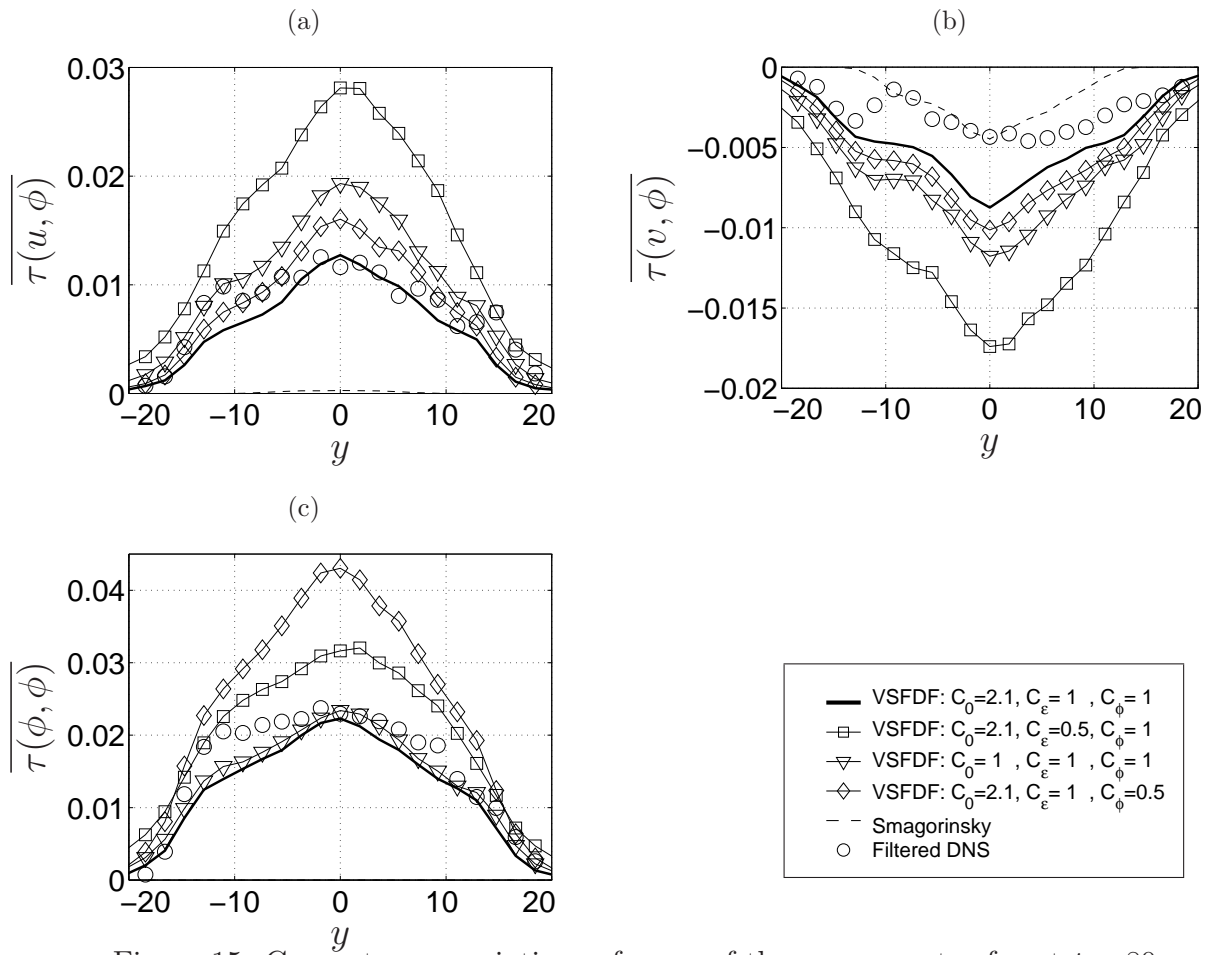 (a)
0.03
0.02
0.01
0
−20 −10 0 10 20
y
τ(u, ϕ)
(b)
0
−0.005
−0.01
−0.015
−0.02
−20 −10 0 10 20
y
τ(v, ϕ)
(c)
0.04
0.03
0.02
0.01
0
−20 −10 0 10 20
y
τ(ϕ, ϕ)
VSFDF: C0=2.1, Cε= 1 , Cϕ= 1
VSFDF: C0=2.1, Cε=0.5, Cϕ= 1
VSFDF: C0= 1 , Cε= 1 , Cϕ= 1
VSFDF: C0=2.1, Cε= 1 , Cϕ=0.5
Smagorinsky
Filtered DNS